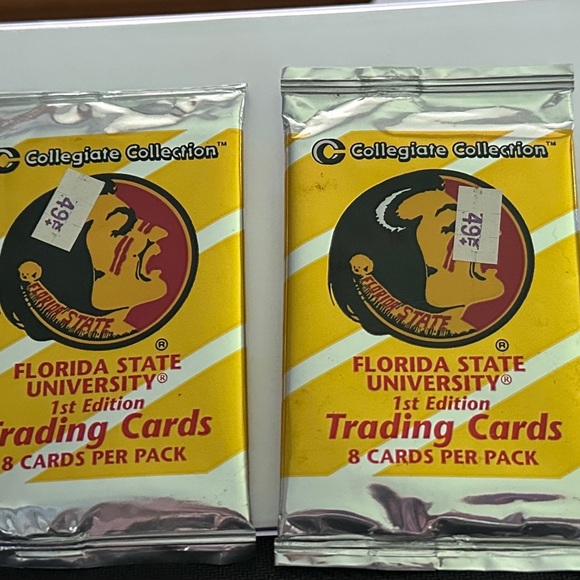 Collegiate Collection™
49¢
FLORIDA STATE
FLORIDA STATE
UNIVERSITY®
1st Edition
Trading Cards
8 CARDS PER PACK
Collegiate Collection™
49¢
FLORIDA STATE
®
FLORIDA STATE
UNIVERSITY®
1st Edition
Trading Cards
8 CARDS PER PACK